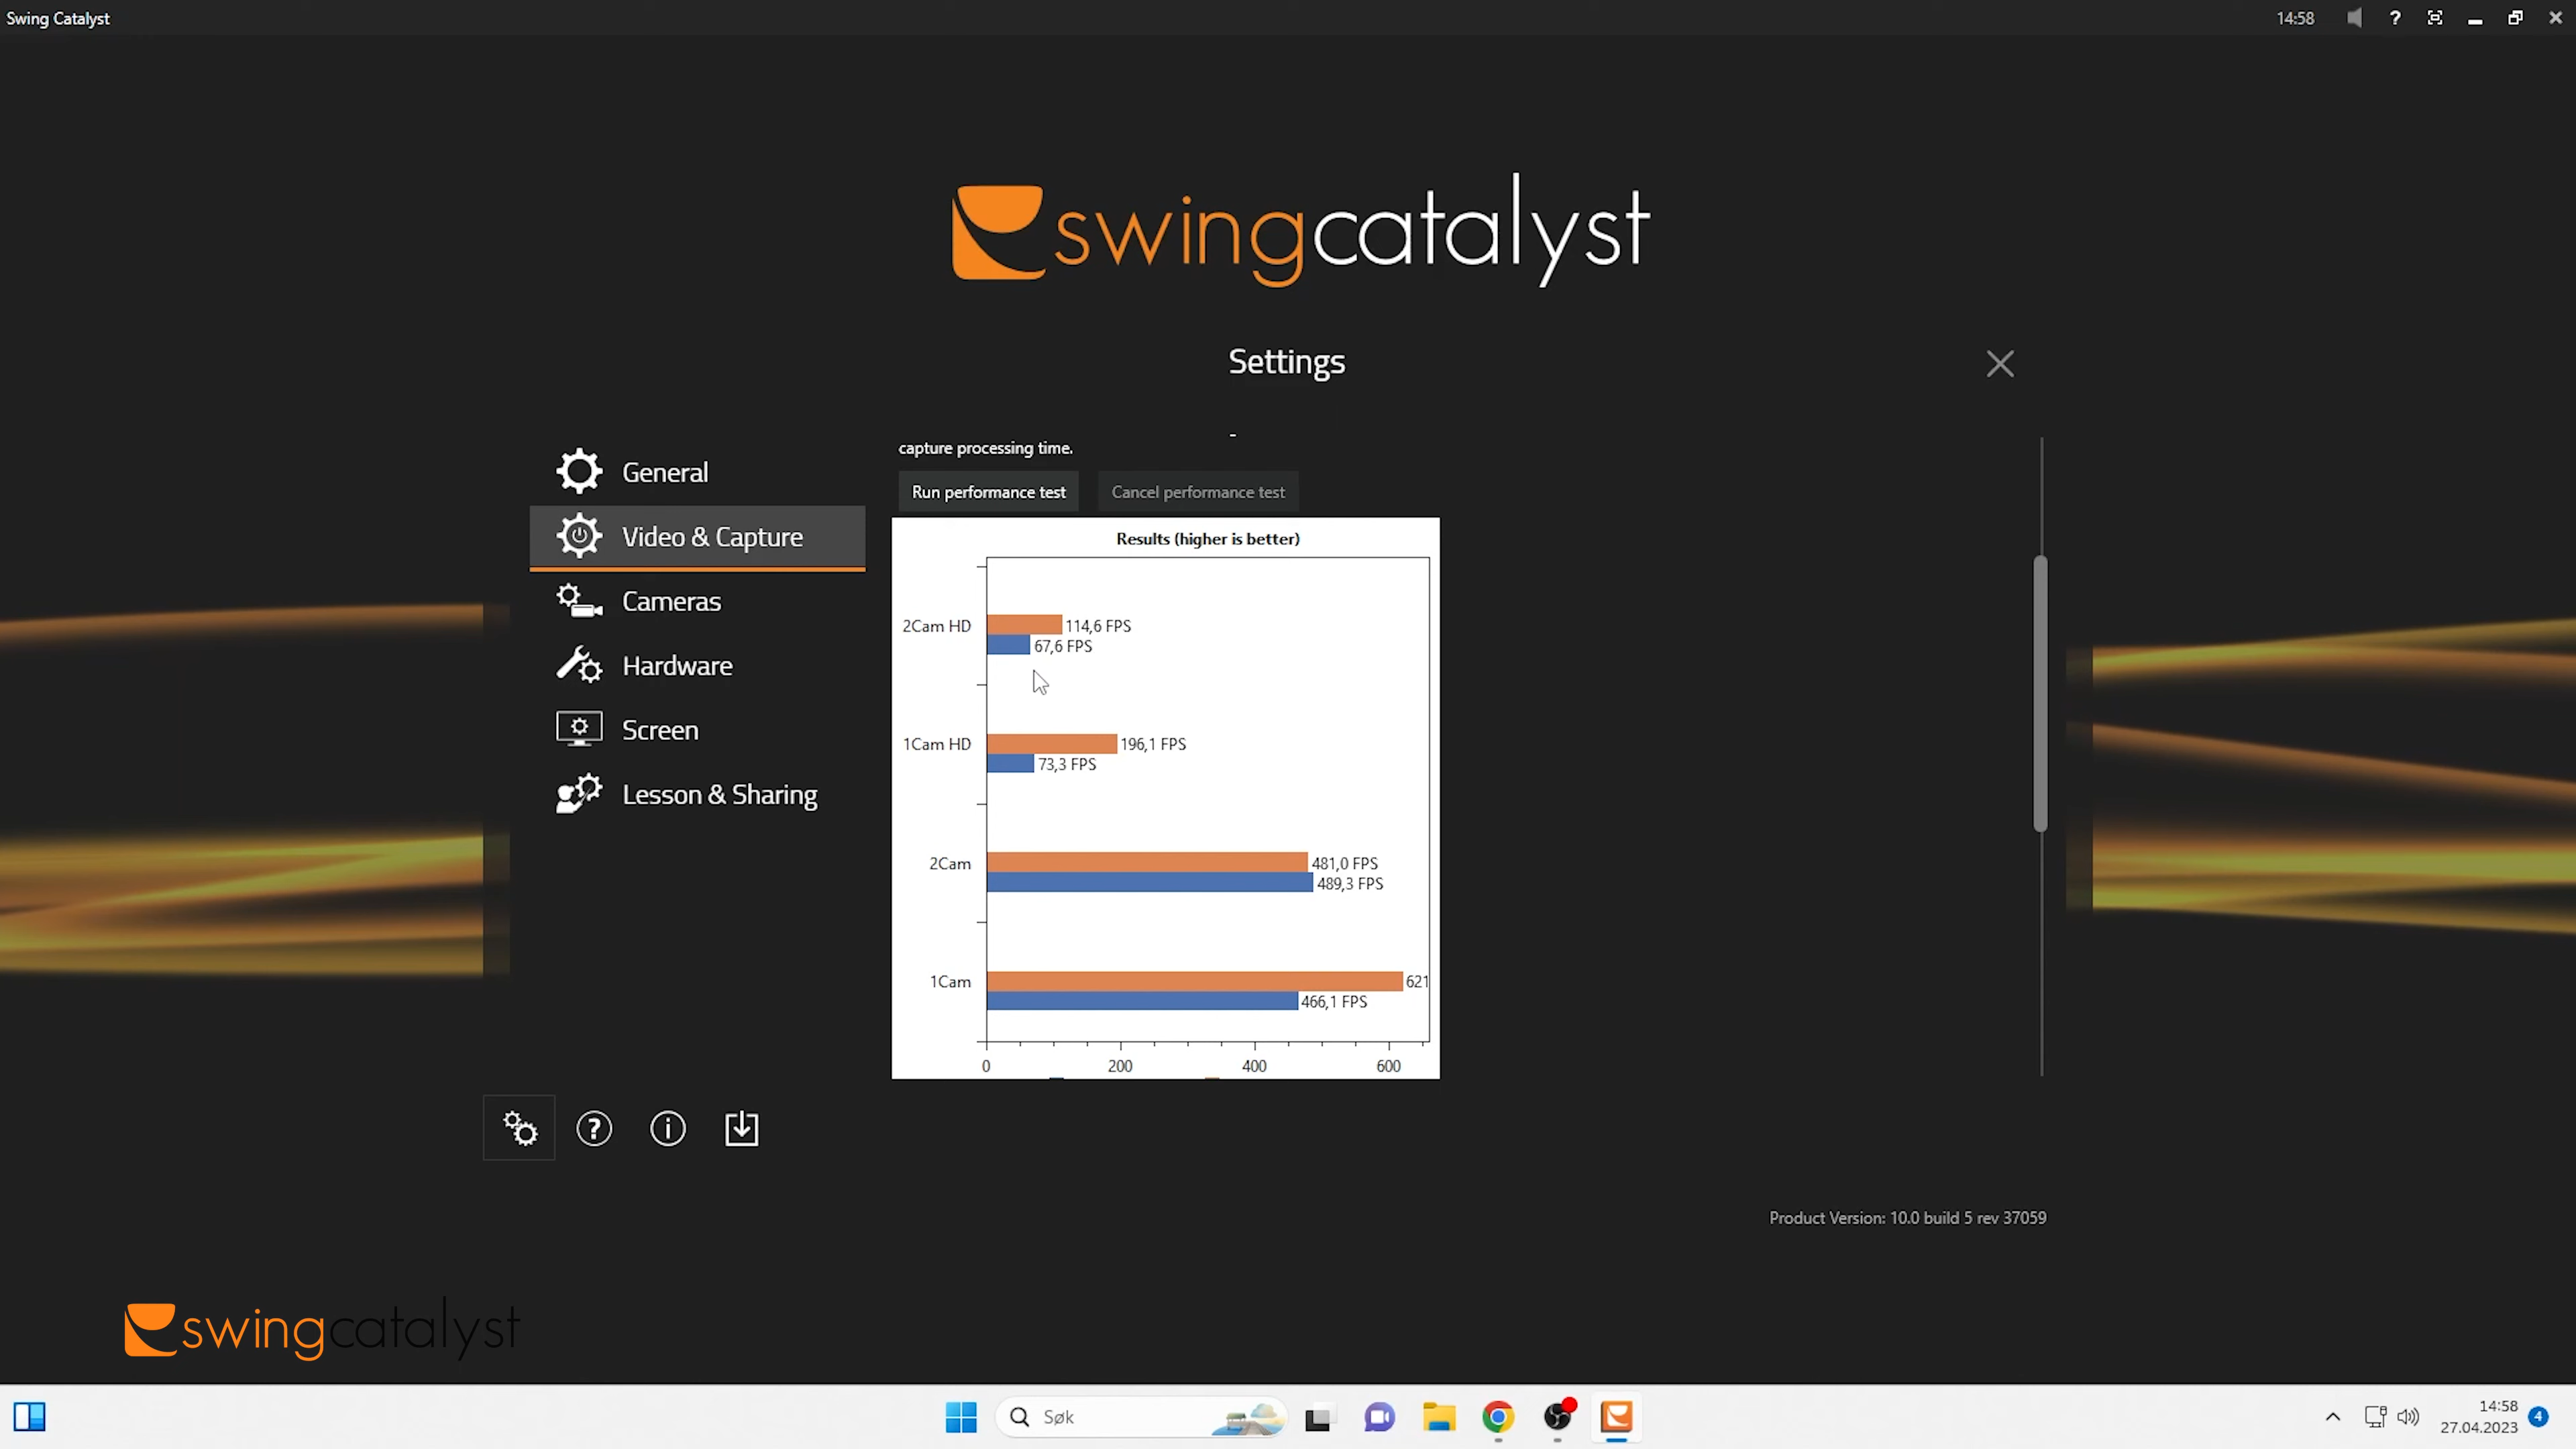 Swing Catalyst
14:58
?
swingcatalyst
Settings
General
Video & Capture
Cameras
Hardware
Screen
Lesson & Sharing
capture processing time.
Run performance test
Cancel performance test
Results (higher is better)
2Cam HD
114,6 FPS
67,6 FPS
1Cam HD
196,1 FPS
73,3 FPS
2Cam
481,0 FPS
489,3 FPS
1Cam
621
466,1 FPS
0
200
400
600
?
i
Product Version: 10.0 build 5 rev 37059
swingcatalyst
Søk
14:58
27.04.2023
4